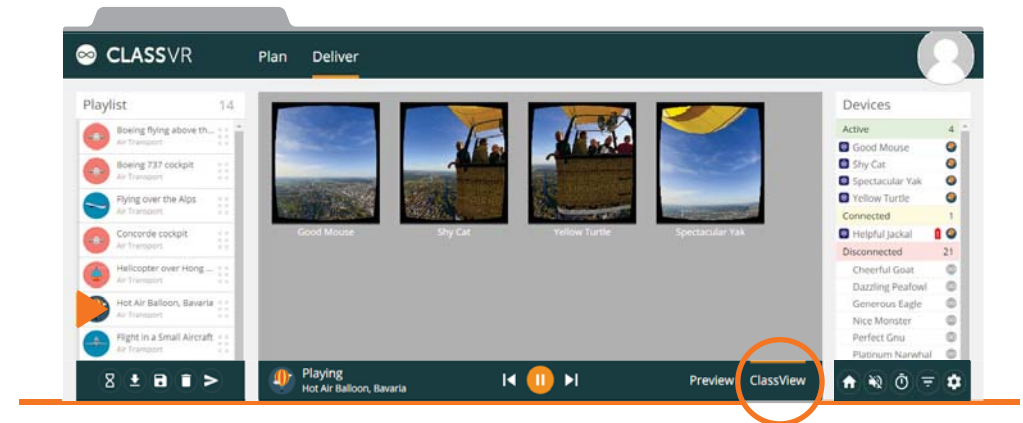 CLASSVR
Plan Deliver
Playlist 14
Boeing flying above th...
Air Transport
Boeing 737 cockpit
Air Transport
Flying over the Alps
Air Transport
Concorde cockpit
Air Transport
Helicopter over Hong ...
Air Transport
Hot Air Balloon, Bavaria
Air Transport
Flight in a Small Aircraft
Air Transport
Good Mouse
Shy Cat
Yellow Turtle
Spectacular Yak
Playing
Hot Air Balloon, Bavaria
Preview ClassView
Devices
Active 4
Good Mouse
Shy Cat
Spectacular Yak
Yellow Turtle
Connected 1
Helpful Jackal
Disconnected 21
Cheerful Goat
Dazzling Peafowl
Generous Eagle
Nice Monster
Perfect Gnu
Platinum Narwhal